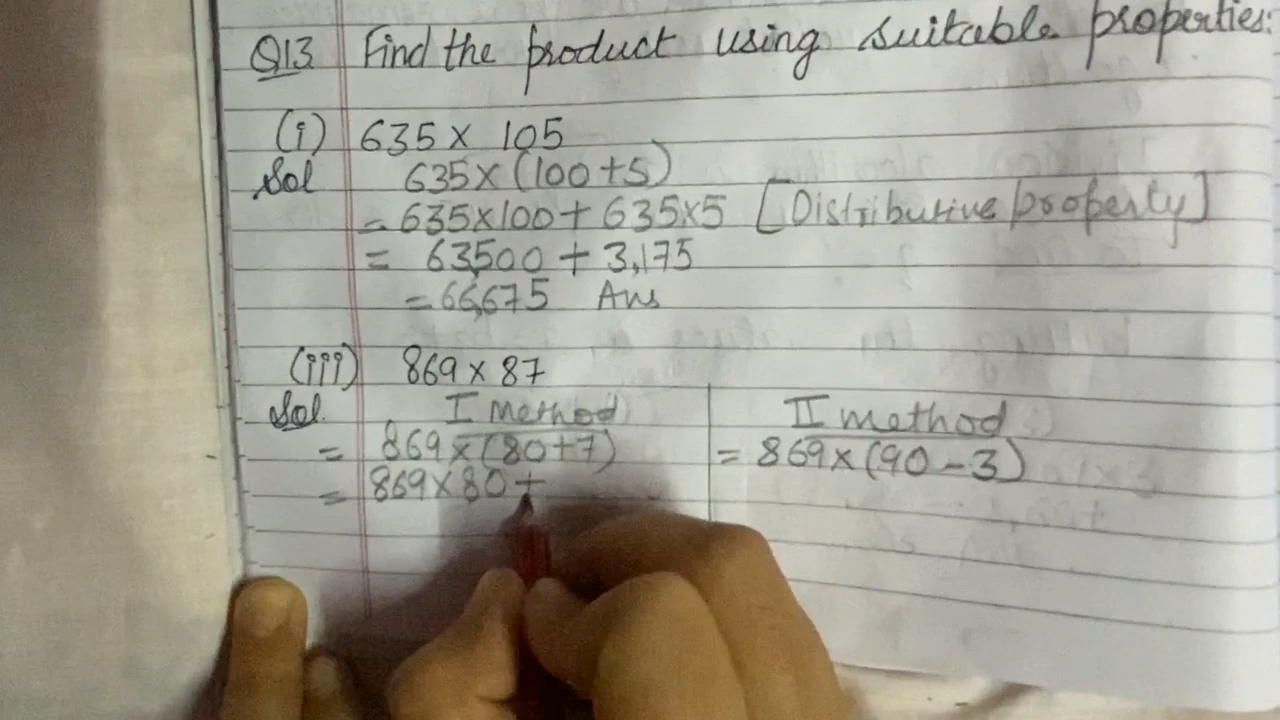 Q13 Find the product using suitable properties:
(i) 635 × 105
Sol 635 × (100+5)
= 635×100 + 635×5 [Distributive property]
= 63,500 + 3,175
= 66,675 Ans
(iii) 869 × 87
Sol. I method
= 869 × (80+7)
= 869 × 80 +
II method
= 869 × (90 - 3)